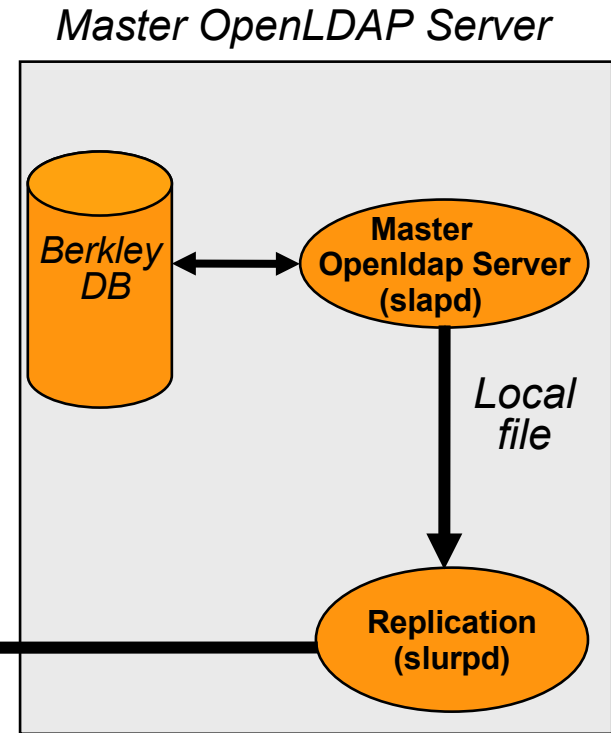 Master OpenLDAP Server
Berkley
DB
Master
Openldap Server
(slapd)
Local
file
Replication
(slurpd)